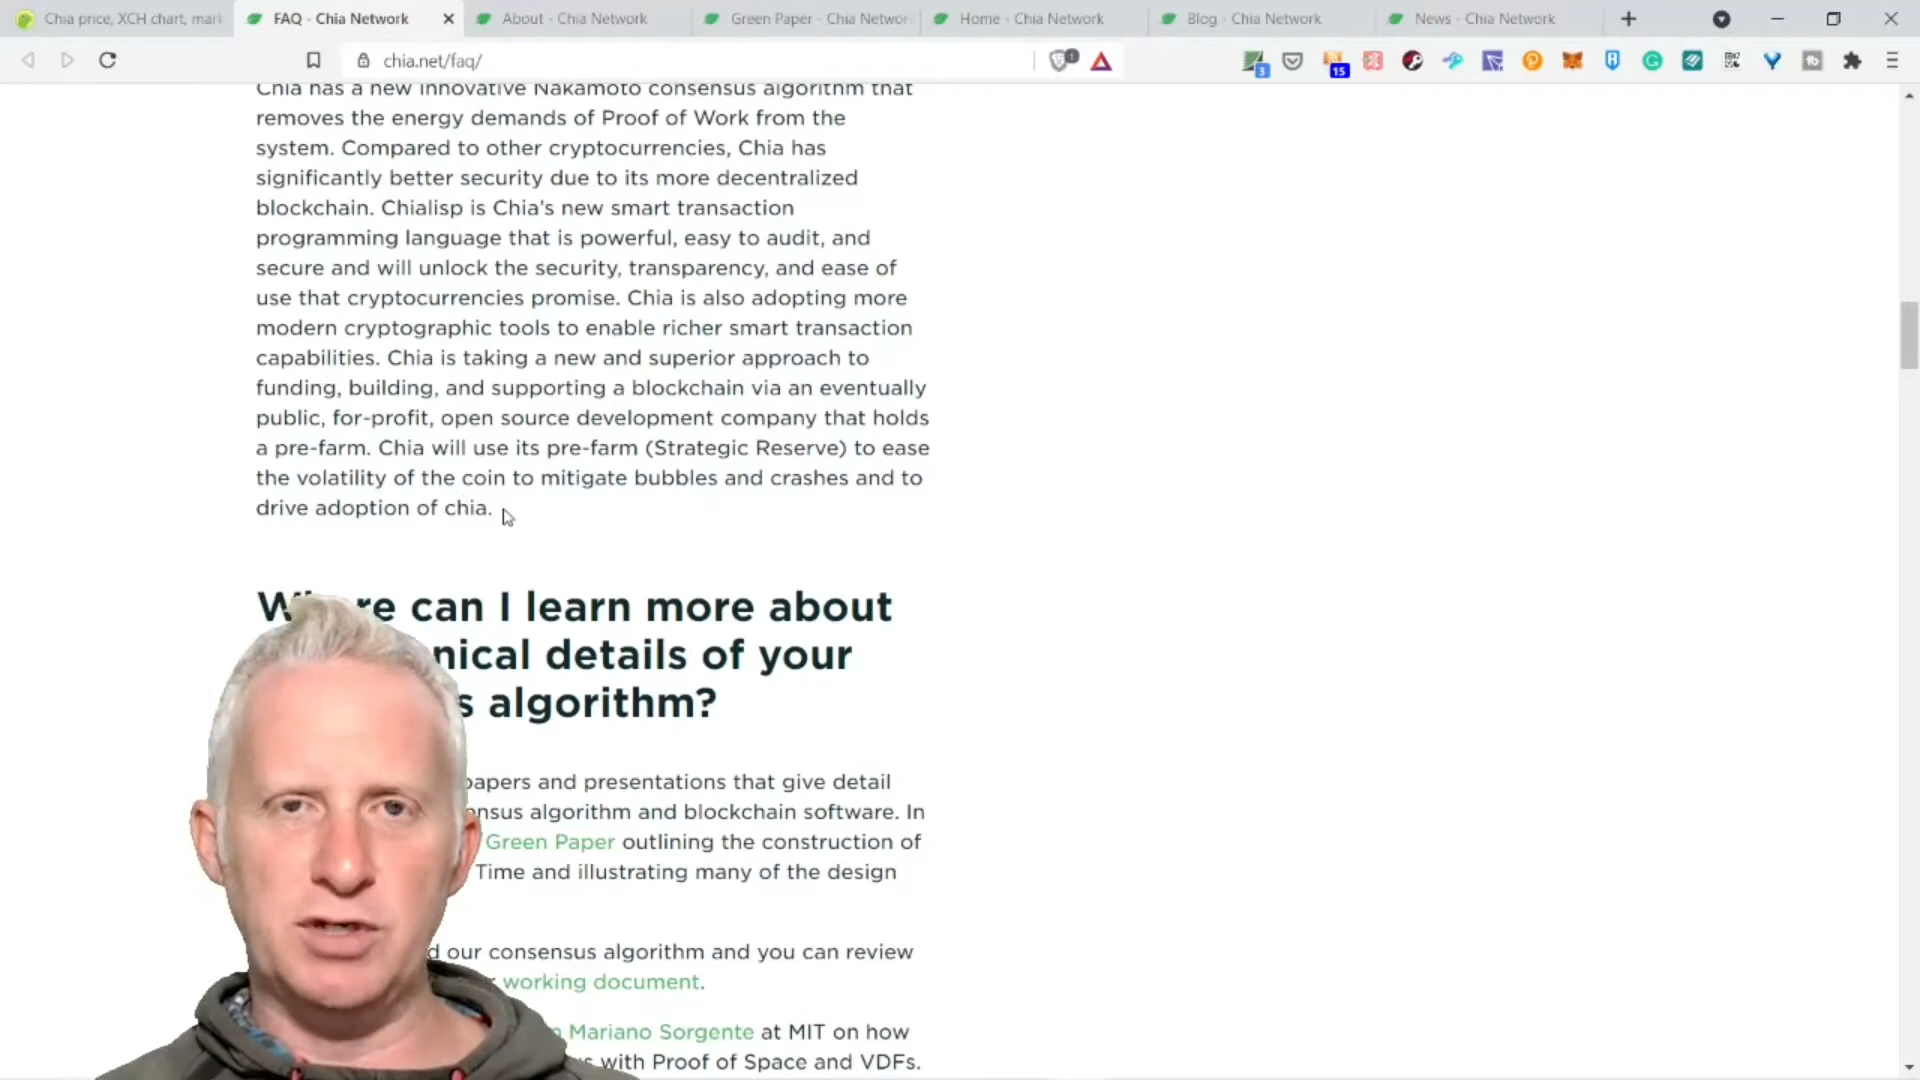 Chia price, XCH chart, mark
FAQ - Chia Network
About - Chia Network
Green Paper - Chia Networ
Home - Chia Network
Blog - Chia Network
News - Chia Network
chia.net/faq/
1
3
15
Chia has a new innovative Nakamoto consensus algorithm that
removes the energy demands of Proof of Work from the
system. Compared to other cryptocurrencies, Chia has
significantly better security due to its more decentralized
blockchain. Chialisp is Chia's new smart transaction
programming language that is powerful, easy to audit, and
secure and will unlock the security, transparency, and ease of
use that cryptocurrencies promise. Chia is also adopting more
modern cryptographic tools to enable richer smart transaction
capabilities. Chia is taking a new and superior approach to
funding, building, and supporting a blockchain via an eventually
public, for-profit, open source development company that holds
a pre-farm. Chia will use its pre-farm (Strategic Reserve) to ease
the volatility of the coin to mitigate bubbles and crashes and to
drive adoption of chia.
can I learn more about
nical details of your
s algorithm?
papers and presentations that give detail
nsus algorithm and blockchain software. In
Green Paper outlining the construction of
Time and illustrating many of the design
d our consensus algorithm and you can review
working document.
Mariano Sorgente at MIT on how
with Proof of Space and VDFs.